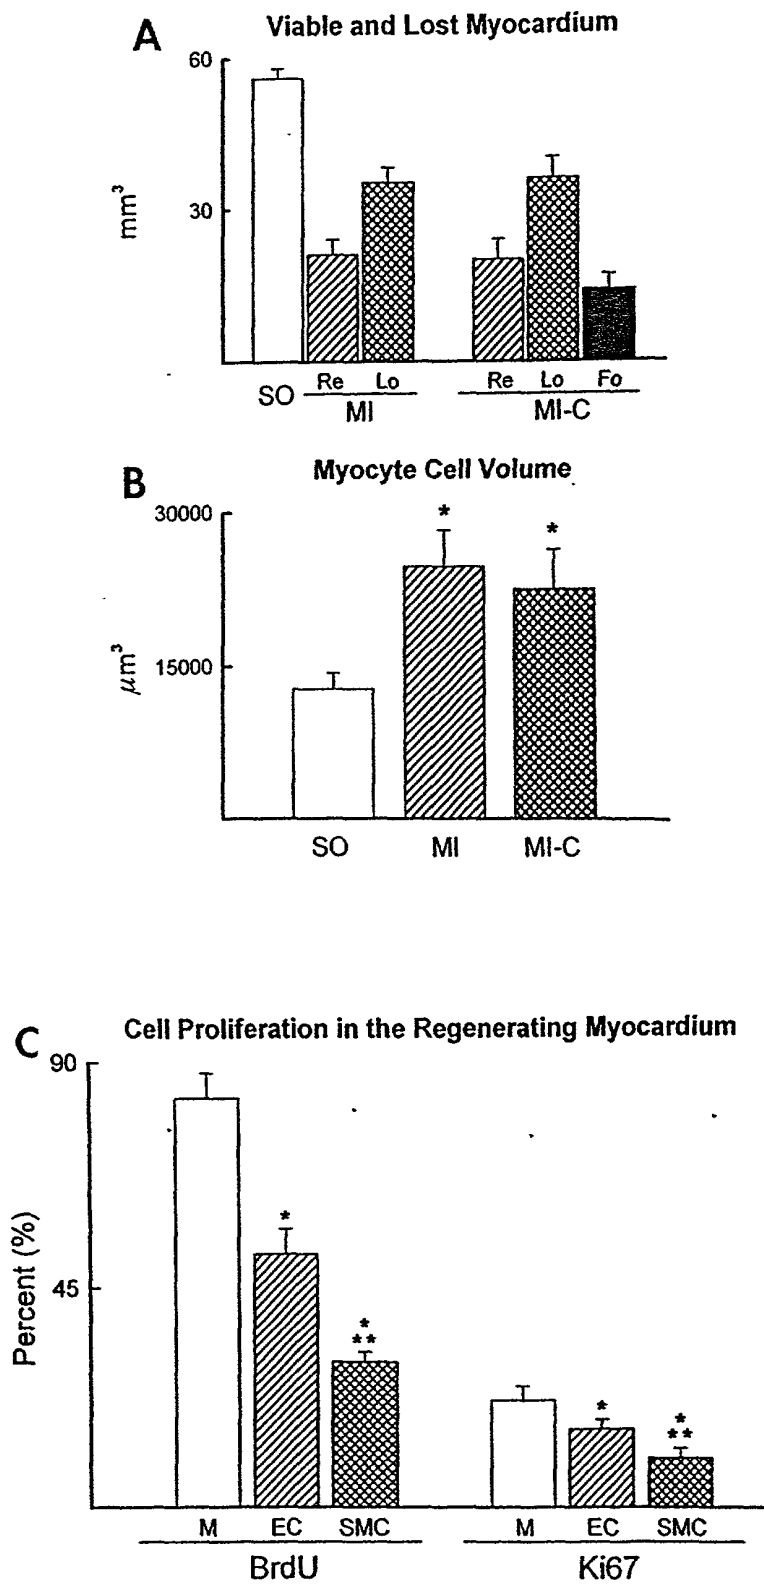 A Viable and Lost Myocardium
60
30
mm³
Re Lo Re Lo Fo
SO MI MI-C
B Myocyte Cell Volume
30000
* *
15000
μm³
SO MI MI-C
C Cell Proliferation in the Regenerating Myocardium
90
*
45
*
**
*
*
**
Percent (%)
M EC SMC M EC SMC
BrdU Ki67